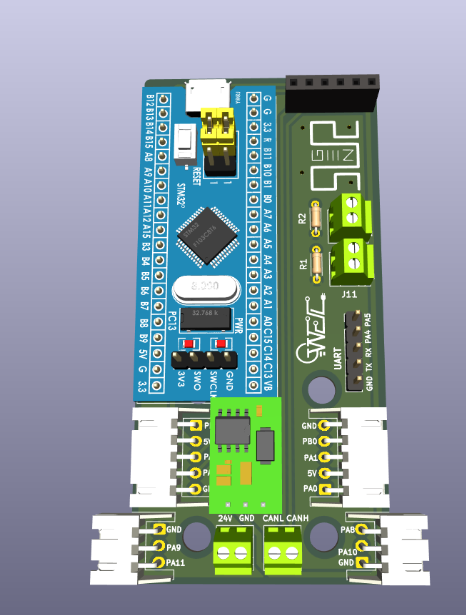 B12
B13
B14
B15
A8
A9
A10
A11
A12
A15
B3
B4
B5
B6
B7
B8
B9
5V
G
3.3
G
G
3.3
R
B11
B10
B1
B0
A7
A6
A5
A4
A3
A2
A1
A0
C15
C14
C13
VB
RESET
8.000
32.768 k
PC13
PWR
3V3
GND
R2
R1
J11
UART
PA5
PA4
RX
TX
GND
GND
PB0
PA1
5V
PA0
24V GND CANL CANH
GND
PA9
PA11
PA8
PA10
GND